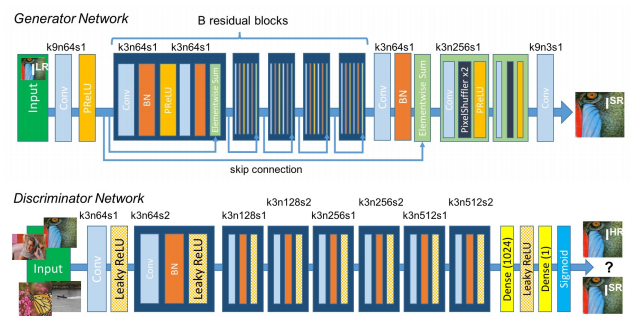 Generator Network
B residual blocks
k9n64s1
k3n64s1
k3n64s1
k3n64s1
k3n256s1
k9n3s1
I LR
Input
Conv
PReLU
Conv
BN
PReLU
Elementwise Sum
Conv
BN
Elementwise Sum
Conv
PixelShuffler x2
PReLU
Conv
I SR
skip connection
Discriminator Network
k3n128s2
k3n256s2
k3n512s2
k3n64s1
k3n64s2
k3n128s1
k3n256s1
k3n512s1
Input
Conv
Leaky ReLU
Conv
BN
Leaky ReLU
Dense (1024)
Leaky ReLU
Dense (1)
Sigmoid
I HR
?
I SR